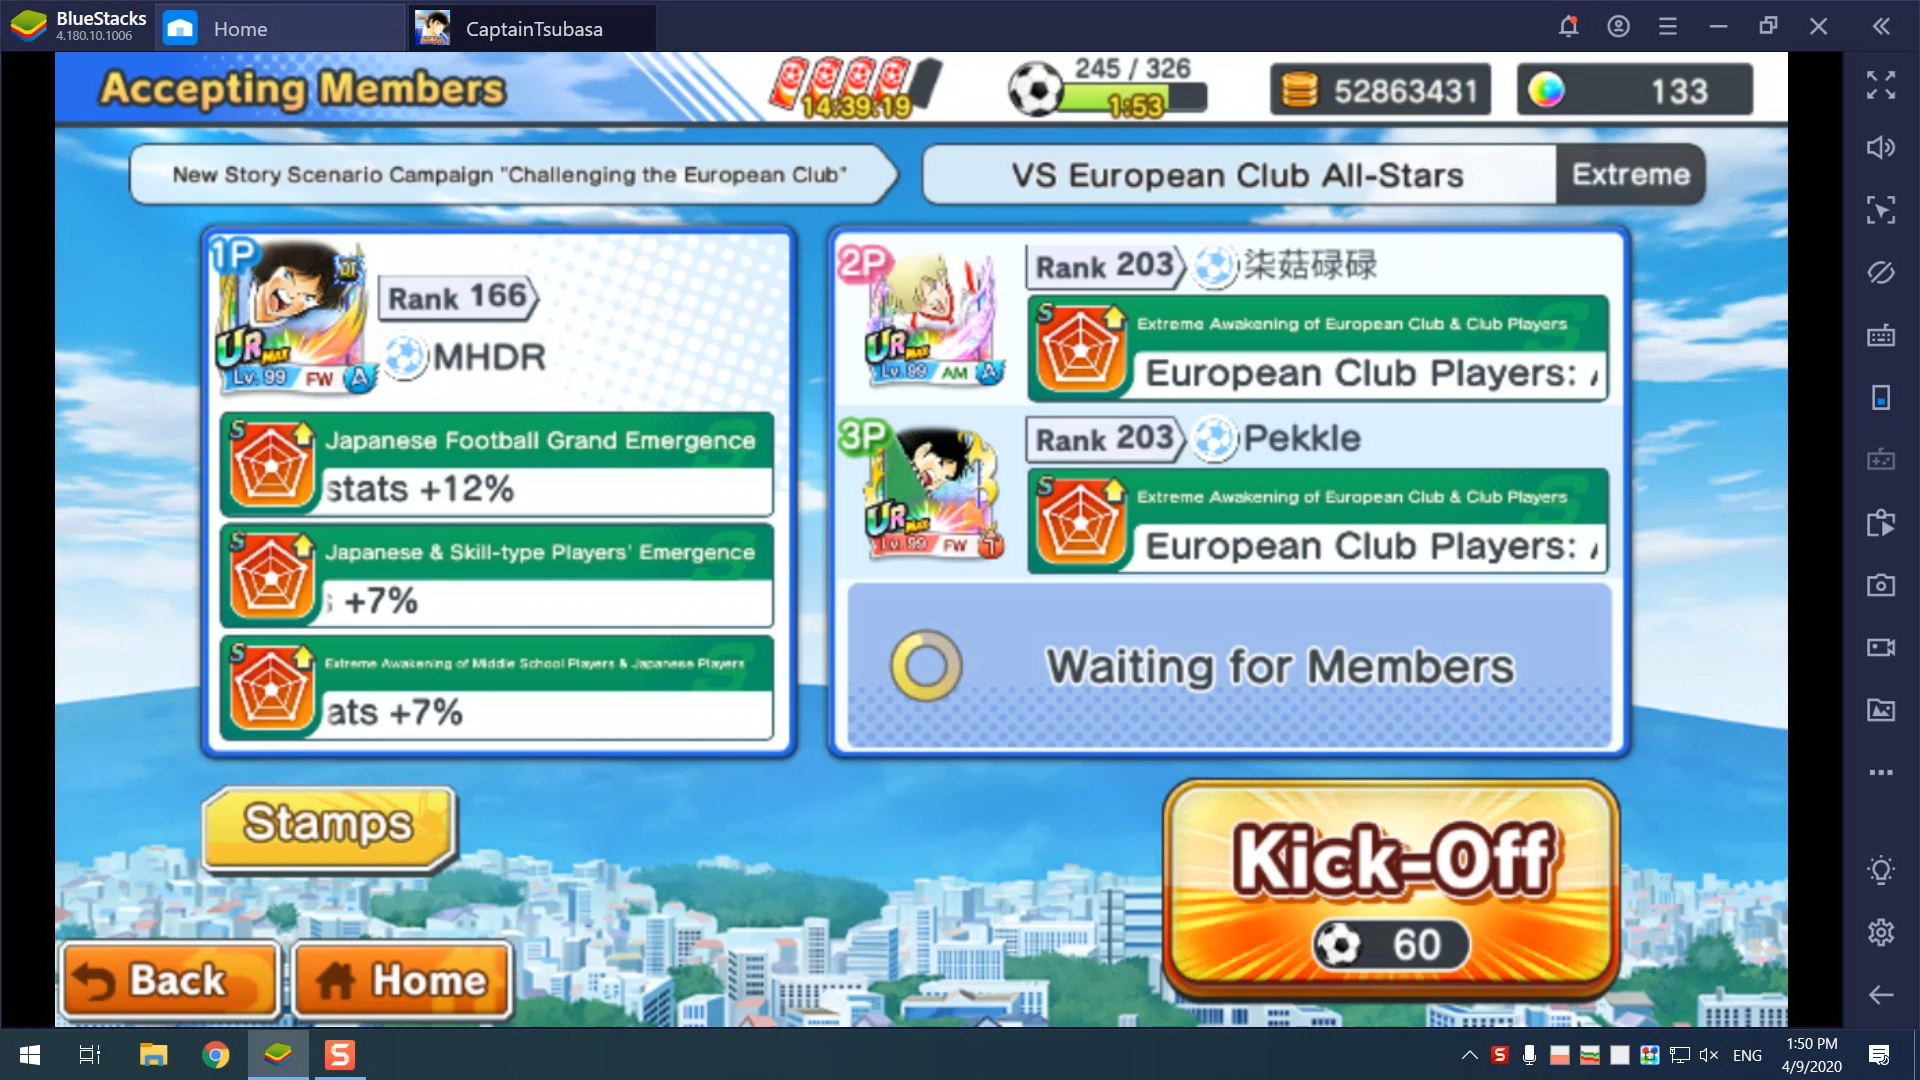 BlueStacks
4.180.10.1006
Home
CaptainTsubasa
Accepting Members
14:39:19
245 / 326
1:53
52863431
133
New Story Scenario Campaign "Challenging the European Club"
VS European Club All-Stars
Extreme
1P
UR MAX
Lv. 99 FW A
Rank 166
MHDR
S Japanese Football Grand Emergence
stats +12%
S Japanese & Skill-type Players' Emergence
+7%
S Extreme Awakening of Middle School Players & Japanese Players
ats +7%
2P
UR MAX
Lv. 99 AM A
Rank 203
柒菇碌碌
S Extreme Awakening of European Club & Club Players
European Club Players:
3P
UR MAX
Lv. 99 FW T
Rank 203
Pekkle
S Extreme Awakening of European Club & Club Players
European Club Players:
Waiting for Members
Stamps
Kick-Off
60
Back
Home
ENG
1:50 PM
4/9/2020